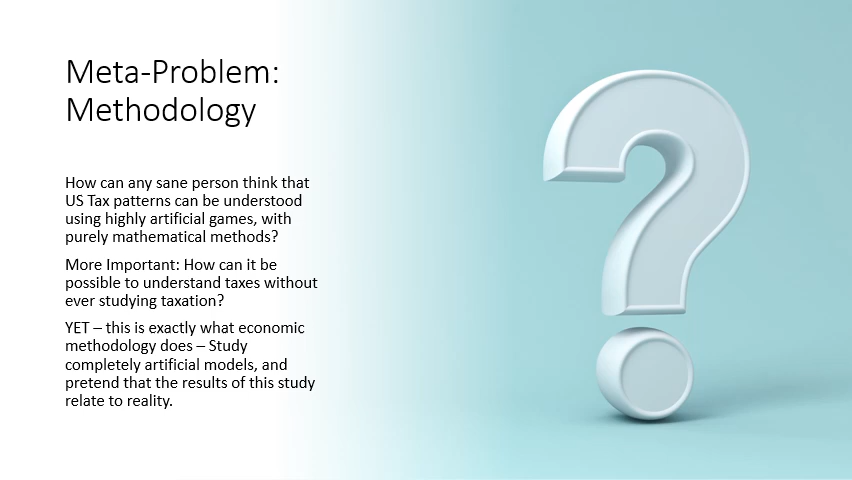 Meta-Problem:
Methodology
How can any sane person think that
US Tax patterns can be understood
using highly artificial games, with
purely mathematical methods?
More Important: How can it be
possible to understand taxes without
ever studying taxation?
YET – this is exactly what economic
methodology does – Study
completely artificial models, and
pretend that the results of this study
relate to reality.